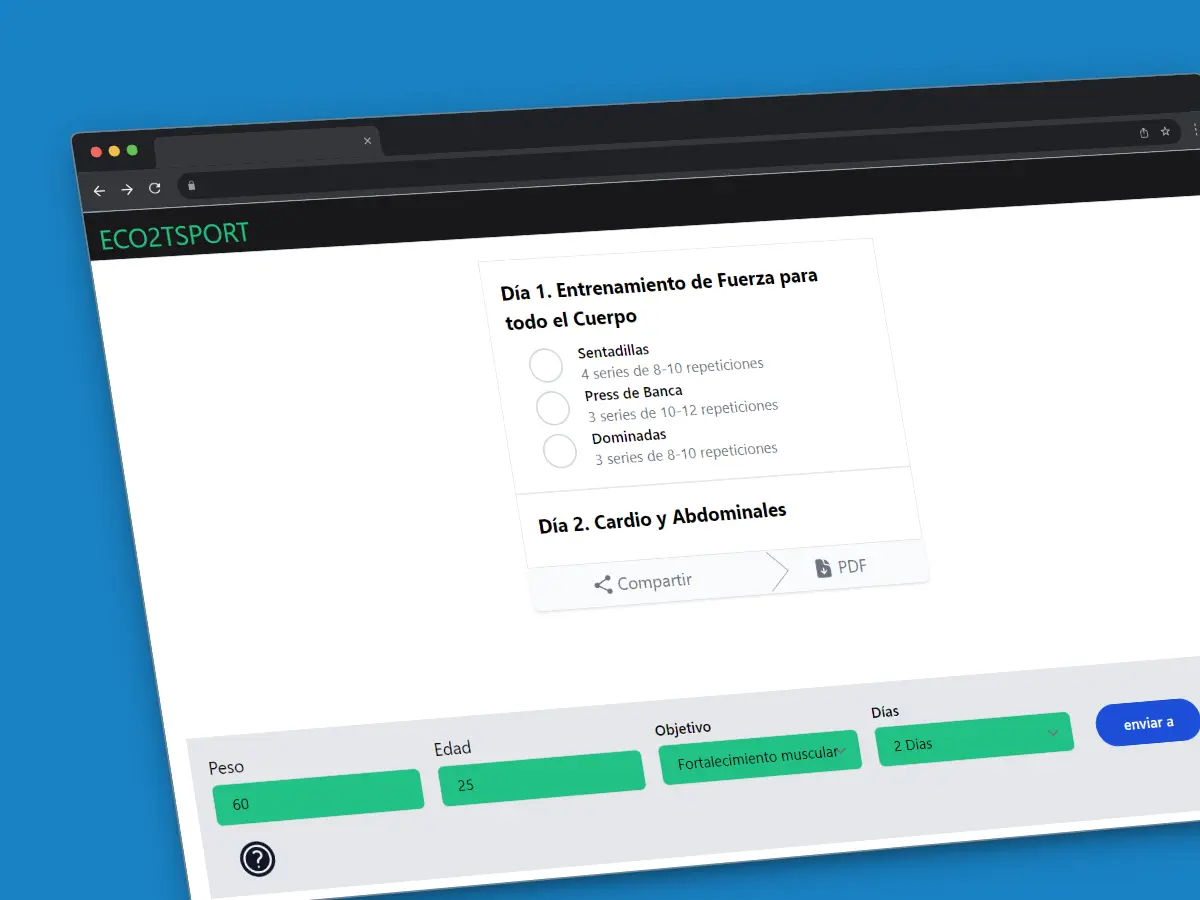 ECO2TSPORT
Día 1. Entrenamiento de Fuerza para
todo el Cuerpo
Sentadillas
4 series de 8-10 repeticiones
Press de Banca
3 series de 10-12 repeticiones
Dominadas
3 series de 8-10 repeticiones
Día 2. Cardio y Abdominales
Compartir
PDF
Peso
60
Edad
25
Objetivo
Fortalecimiento muscular
Días
2 Días
enviar a
?